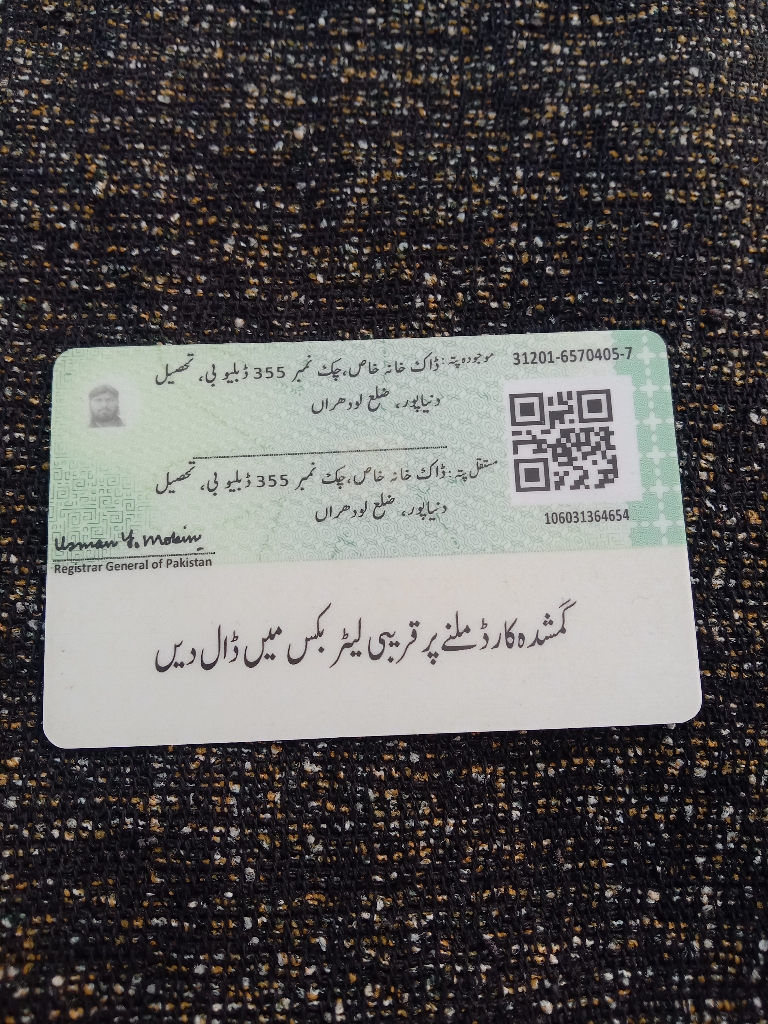 31201-6570405-7
موجودہ پتہ: ڈاک خانہ خاص، چک نمبر 355 ڈبلیو بی، تحصیل
دنیاپور، ضلع لودھراں
مستقل پتہ: ڈاک خانہ خاص، چک نمبر 355 ڈبلیو بی، تحصیل
دنیاپور، ضلع لودھراں
106031364654
Usman Y. Mobin
Registrar General of Pakistan
گمشدہ کارڈ ملنے پر قریبی لیٹر بکس میں ڈال دیں